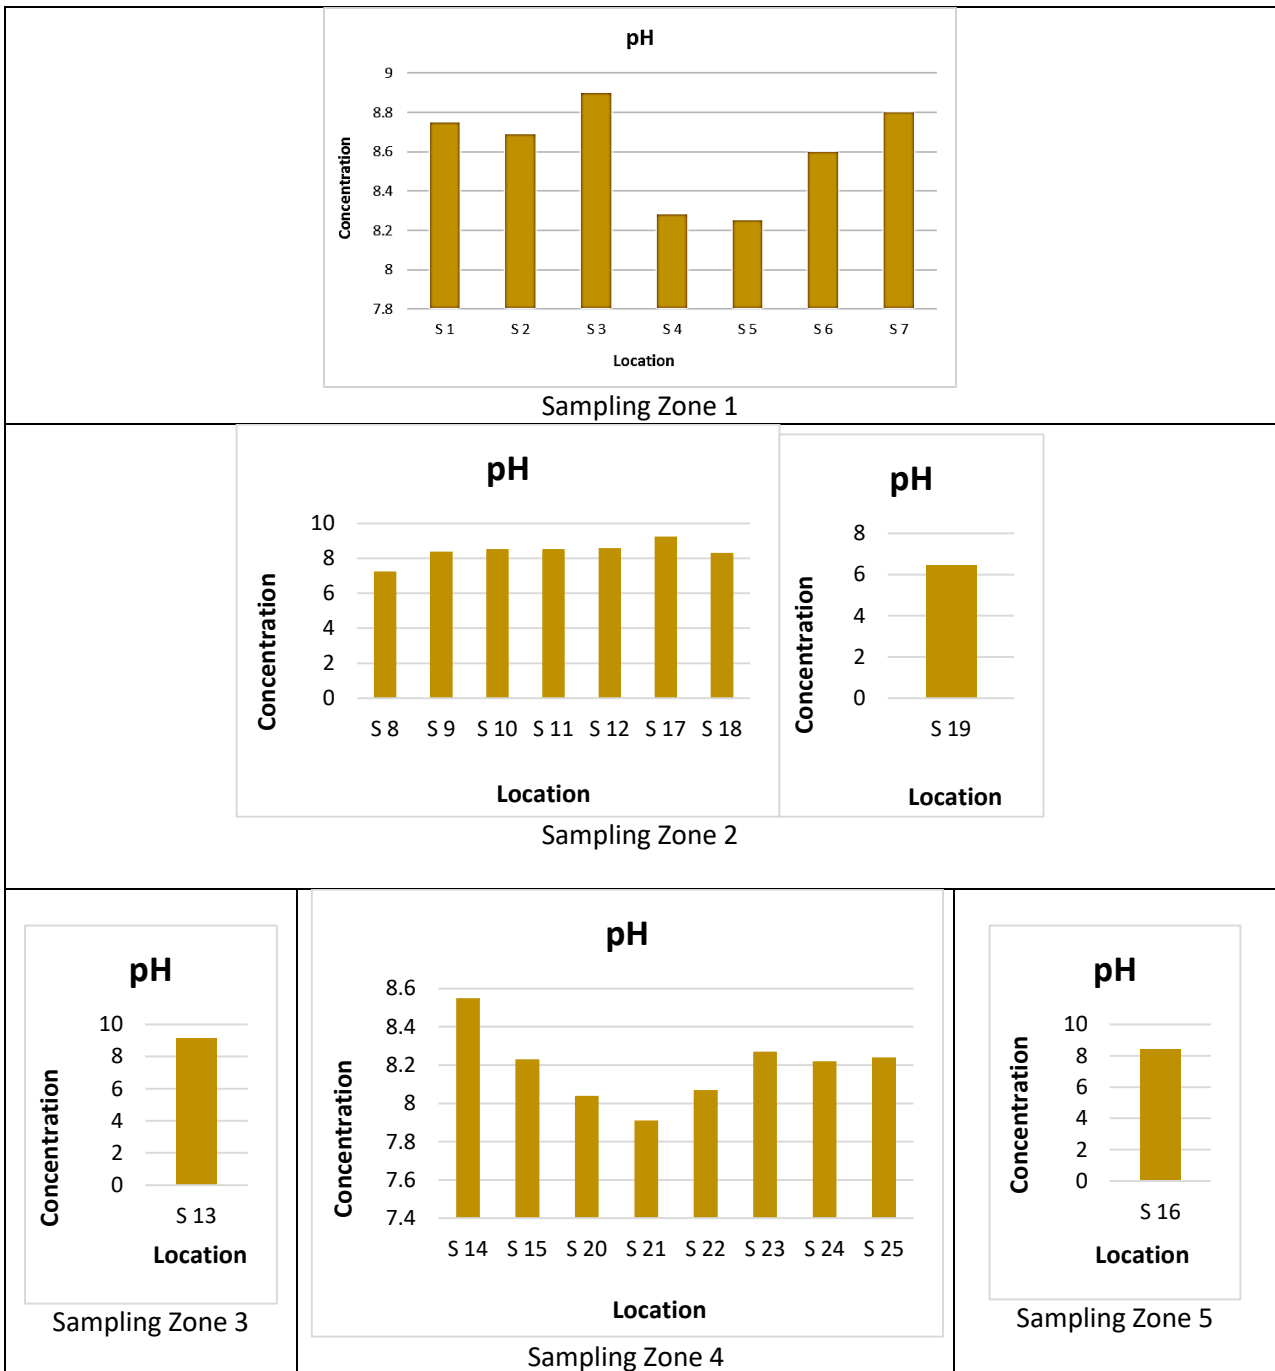 pH
9
8.8
8.6
8.4
8.2
8
7.8
Concentration
S 1 S 2 S 3 S 4 S 5 S 6 S 7
Location
Sampling Zone 1
pH
10
8
6
4
2
0
Concentration
S 8 S 9 S 10 S 11 S 12 S 17 S 18
Location
pH
8
6
4
2
0
Concentration
S 19
Location
Sampling Zone 2
pH
10
8
6
4
2
0
Concentration
S 13
Location
Sampling Zone 3
pH
8.6
8.4
8.2
8
7.8
7.6
7.4
Concentration
S 14 S 15 S 20 S 21 S 22 S 23 S 24 S 25
Location
Sampling Zone 4
pH
10
8
6
4
2
0
Concentration
S 16
Location
Sampling Zone 5